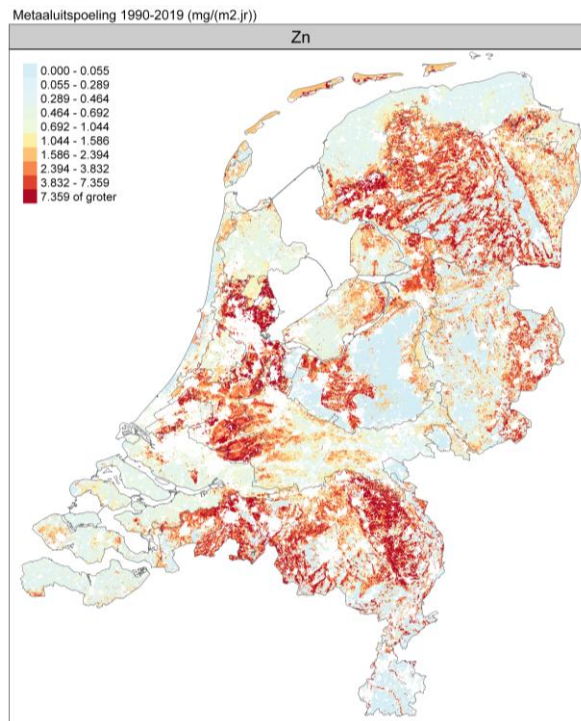 Metaaluitspoeling 1990-2019 (mg/(m2.jr))
Zn
0.000 - 0.055
0.055 - 0.289
0.289 - 0.464
0.464 - 0.692
0.692 - 1.044
1.044 - 1.586
1.586 - 2.394
2.394 - 3.832
3.832 - 7.359
7.359 of groter